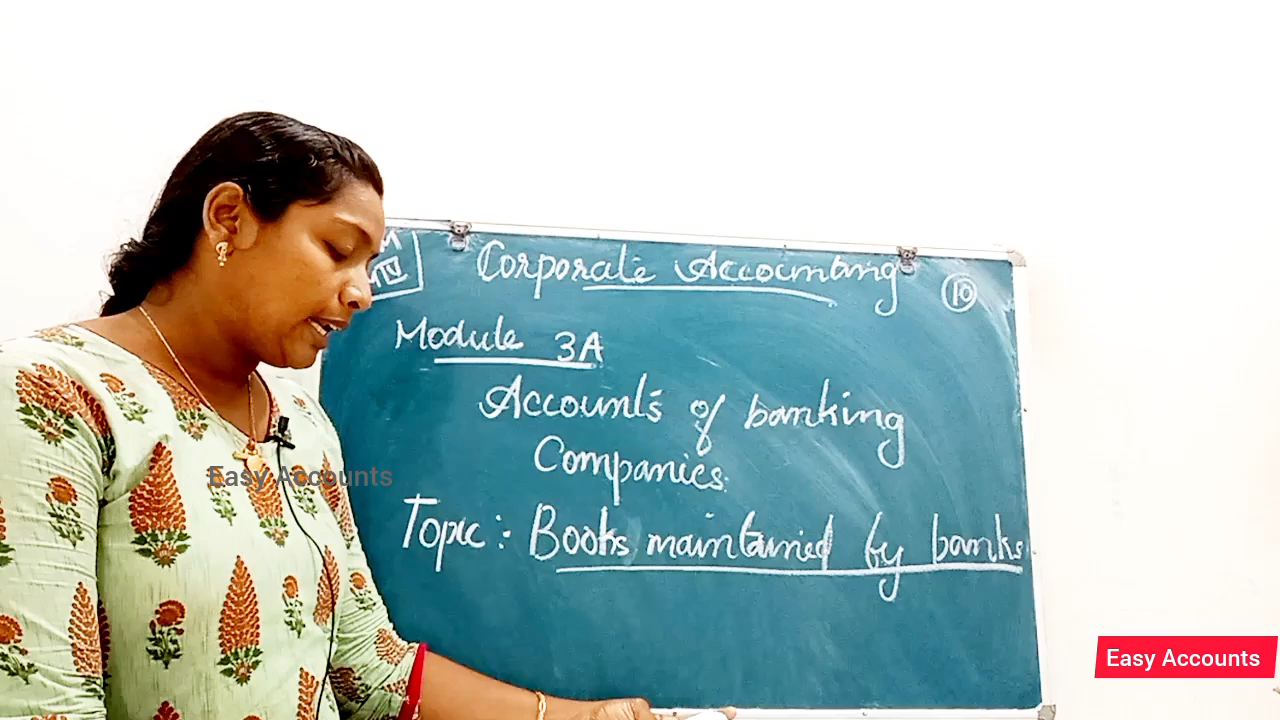 Corporate Accounting
10
Module 3A
Accounts of banking
Companies.
Topic:- Books maintained by banks
Easy Accounts
Easy Accounts